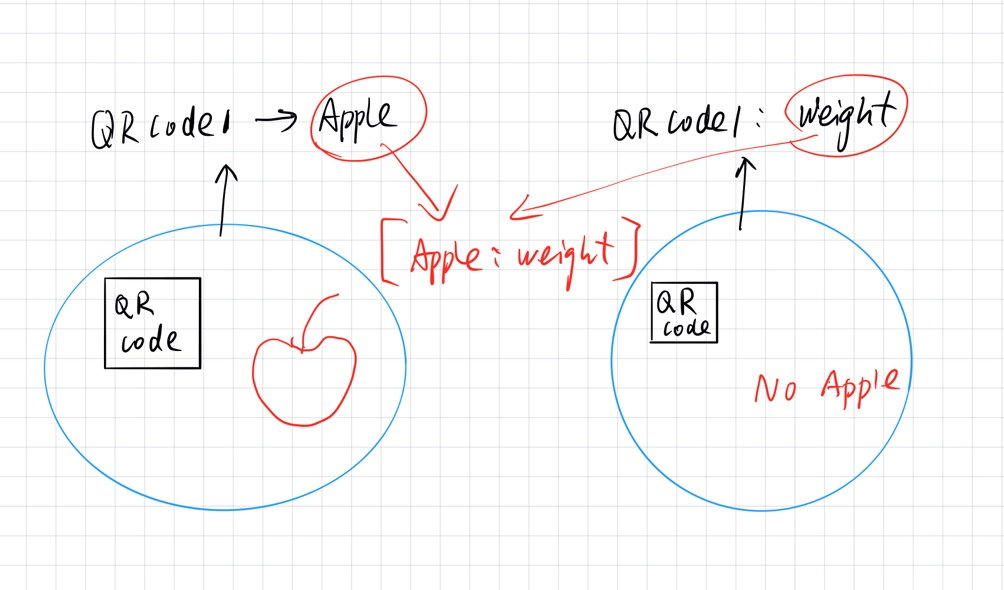 QR code1 → Apple
QR code1: weight
[Apple: weight]
QR
code
QR
code
No Apple